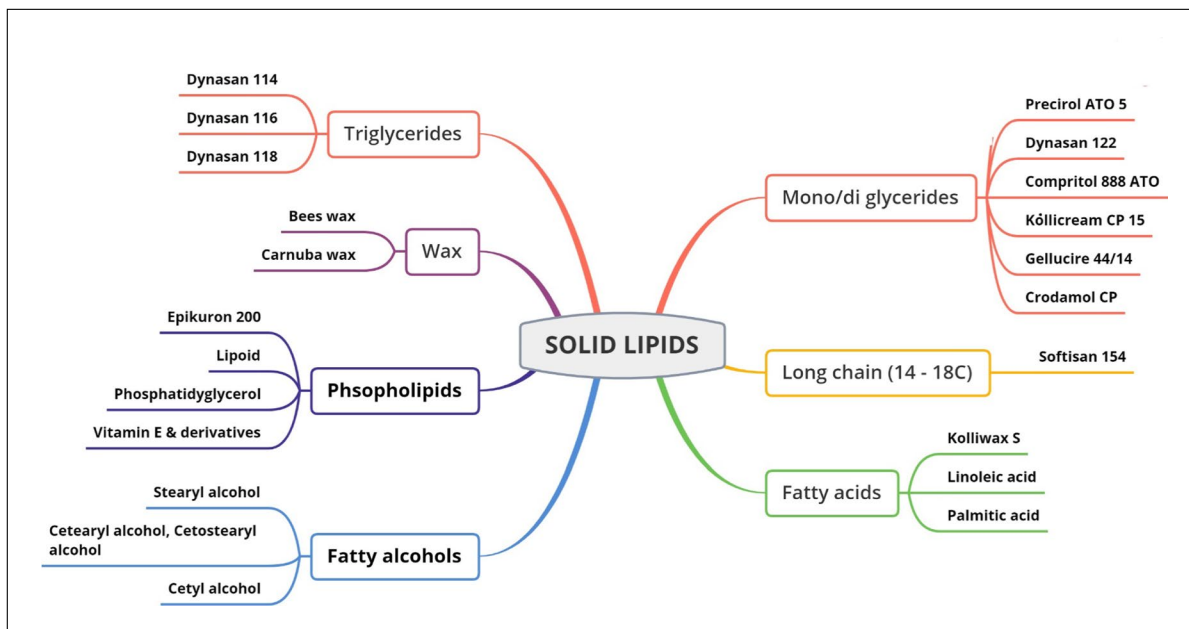 SOLID LIPIDS
Triglycerides
Dynasan 114
Dynasan 116
Dynasan 118
Wax
Bees wax
Carnuba wax
Phsopholipids
Epikuron 200
Lipoid
Phosphatidyglycerol
Vitamin E & derivatives
Fatty alcohols
Stearyl alcohol
Cetearyl alcohol, Cetostearyl
alcohol
Cetyl alcohol
Mono/di glycerides
Precirol ATO 5
Dynasan 122
Compritol 888 ATO
Kollicream CP 15
Gellucire 44/14
Crodamol CP
Long chain (14 - 18C)
Softisan 154
Fatty acids
Kolliwax S
Linoleic acid
Palmitic acid